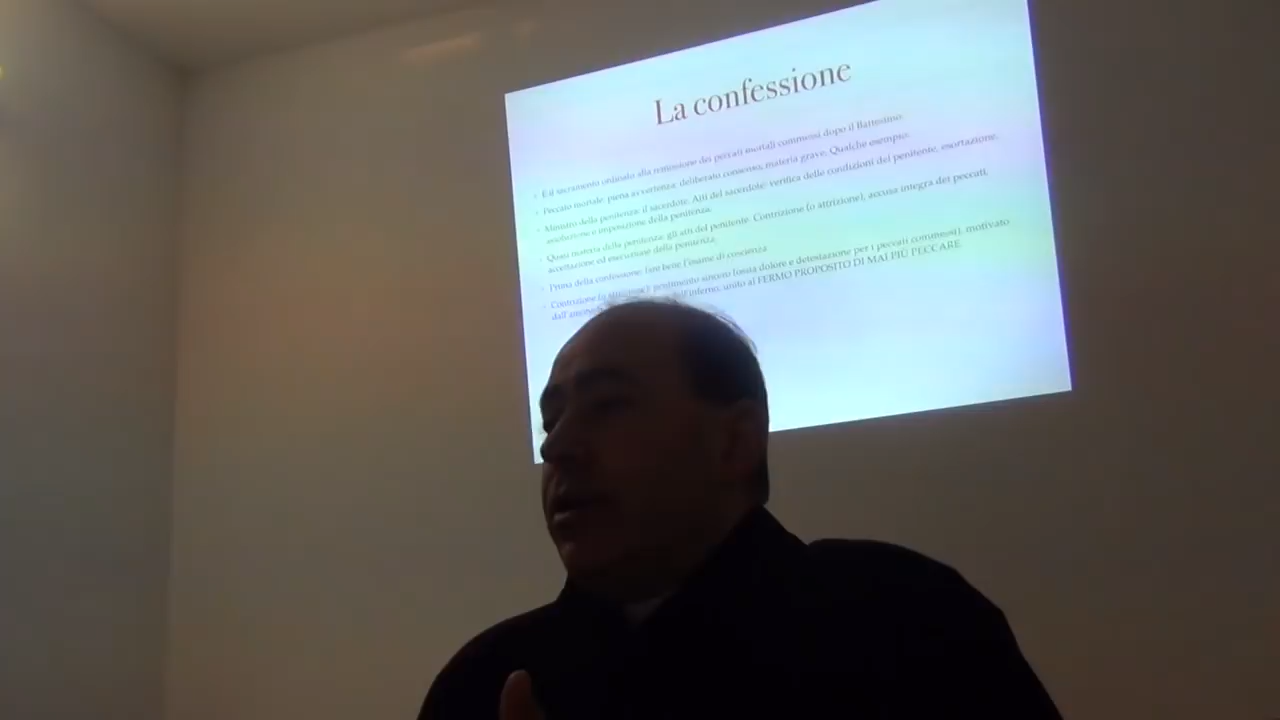 La confessione
È il sacramento ordinato alla remissione dei peccati mortali commessi dopo il Battesimo.
Peccato mortale: piena avvertenza, deliberato consenso, materia grave. Qualche esempio.
Ministro della penitenza: il sacerdote. Atti del sacerdote: verifica delle condizioni del penitente, esortazione,
assoluzione e imposizione della penitenza.
Quasi materia della penitenza: gli atti del penitente. Contrizione (o attrizione), accusa integra dei peccati,
accettazione ed esecuzione della penitenza.
Prima della confessione: fare bene l'esame di coscienza
Contrizione (o attrizione): pentimento sincero (ossia dolore e detestazione per i peccati commessi), motivato
dell'inferno, unito al FERMO PROPOSITO DI MAI PIÙ PECCARE.